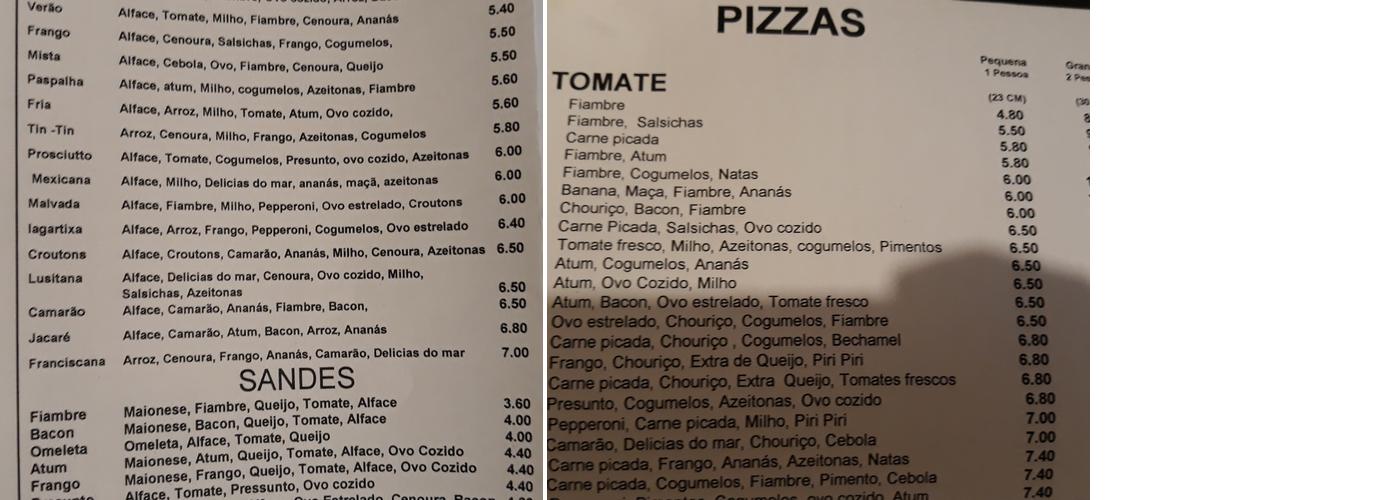 Verão Alface, Tomate, Milho, Fiambre, Cenoura, Ananás 5.40
Frango Alface, Cenoura, Salsichas, Frango, Cogumelos, 5.50
Mista Alface, Cebola, Ovo, Fiambre, Cenoura, Queijo 5.50
Paspalha Alface, atum, Milho, cogumelos, Azeitonas, Fiambre 5.60
Fria Alface, Arroz, Milho, Tomate, Atum, Ovo cozido, 5.60
Tin -Tin Arroz, Cenoura, Milho, Frango, Azeitonas, Cogumelos 5.80
Prosciutto Alface, Tomate, Cogumelos, Presunto, ovo cozido, Azeitonas 6.00
Mexicana Alface, Milho, Delicias do mar, ananás, maçã, azeitonas 6.00
Malvada Alface, Fiambre, Milho, Pepperoni, Ovo estrelado, Croutons 6.00
lagartixa Alface, Arroz, Frango, Pepperoni, Cogumelos, Ovo estrelado 6.40
Croutons Alface, Croutons, Camarão, Ananás, Milho, Cenoura, Azeitonas 6.50
Lusitana Alface, Delicias do mar, Cenoura, Ovo cozido, Milho,
Salsichas, Azeitonas 6.50
Camarão Alface, Camarão, Ananás, Fiambre, Bacon, 6.50
Jacaré Alface, Camarão, Atum, Bacon, Arroz, Ananás 6.80
Franciscana Arroz, Cenoura, Frango, Ananás, Camarão, Delicias do mar 7.00
SANDES
Fiambre Maionese, Fiambre, Queijo, Tomate, Alface 3.60
Bacon Maionese, Bacon, Queijo, Tomate, Alface 4.00
Omeleta Omeleta, Alface, Tomate, Queijo 4.00
Atum Maionese, Atum, Queijo, Tomate, Alface, Ovo Cozido 4.40
Frango Maionese, Frango, Queijo, Tomate, Alface, Ovo Cozido 4.40
Alface, Tomate, Pressunto, Ovo cozido 4.40
PIZZAS
Pequena
1 Pessoa
TOMATE (23 CM)
Fiambre 4.80
Fiambre, Salsichas 5.50
Carne picada 5.80
Fiambre, Atum 5.80
Fiambre, Cogumelos, Natas 6.00
Banana, Maça, Fiambre, Ananás 6.00
Chouriço, Bacon, Fiambre 6.00
Carne Picada, Salsichas, Ovo cozido 6.50
Tomate fresco, Milho, Azeitonas, cogumelos, Pimentos 6.50
Atum, Cogumelos, Ananás 6.50
Atum, Ovo Cozido, Milho 6.50
Atum, Bacon, Ovo estrelado, Tomate fresco 6.50
Ovo estrelado, Chouriço, Cogumelos, Fiambre 6.50
Carne picada, Chouriço , Cogumelos, Bechamel 6.80
Frango, Chouriço, Extra de Queijo, Piri Piri 6.80
Carne picada, Chouriço, Extra Queijo, Tomates frescos 6.80
Presunto, Cogumelos, Azeitonas, Ovo cozido 6.80
Pepperoni, Carne picada, Milho, Piri Piri 7.00
Camarão, Delicias do mar, Chouriço, Cebola 7.00
Carne picada, Frango, Ananás, Azeitonas, Natas 7.40
Carne picada, Cogumelos, Fiambre, Pimento, Cebola 7.40
7.40